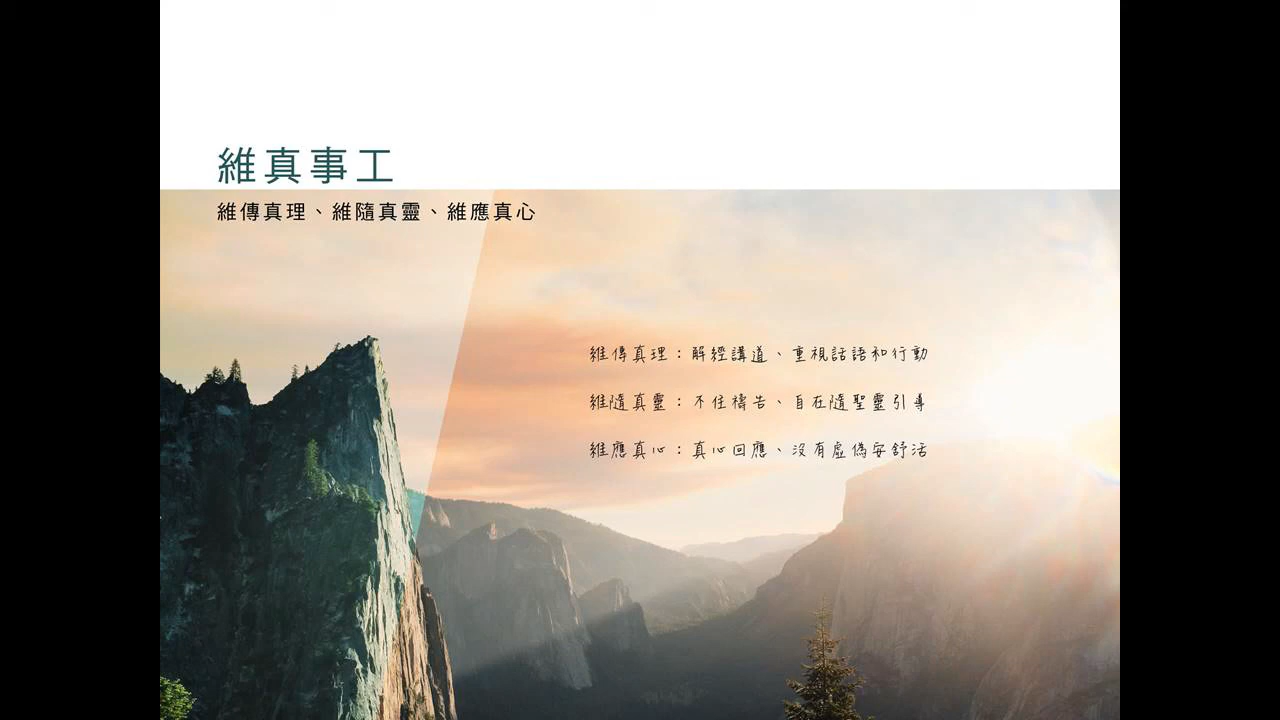 維真事工
維傳真理、維隨真靈、維應真心
維傳真理：解經講道、重視話語和行動
維隨真靈：不住禱告、自在隨聖靈引導
維應真心：真心回應、沒有虛偽安舒活